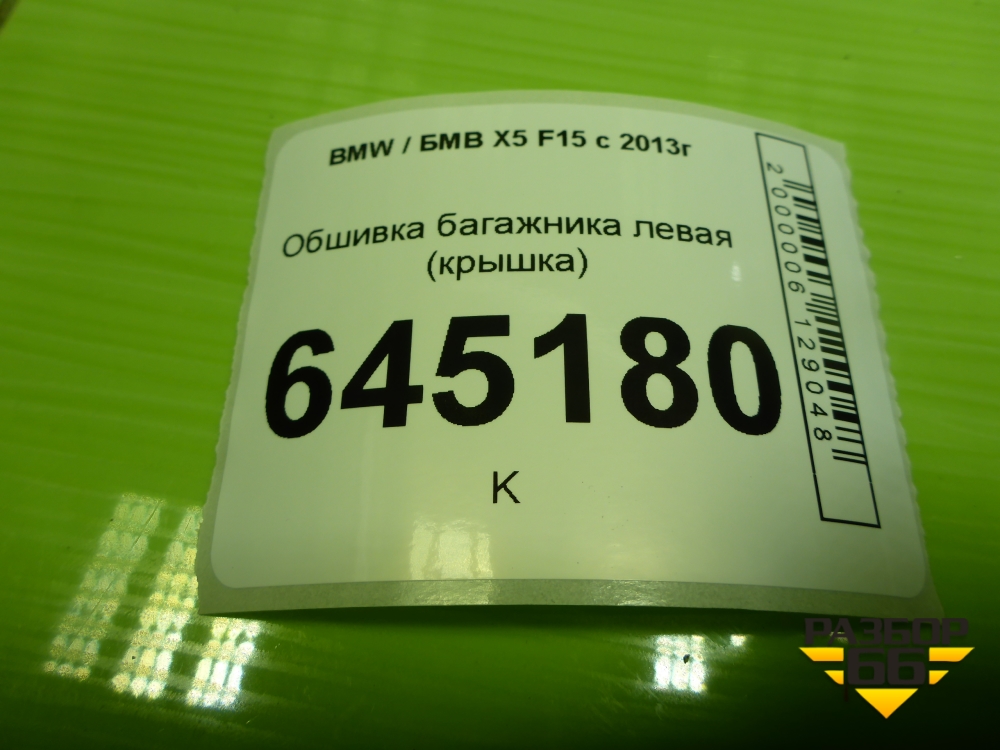 BMW / БМВ X5 F15 с 2013г
Обшивка багажника левая
(крышка)
645180
К
2000006129048
РАЗБОР
66